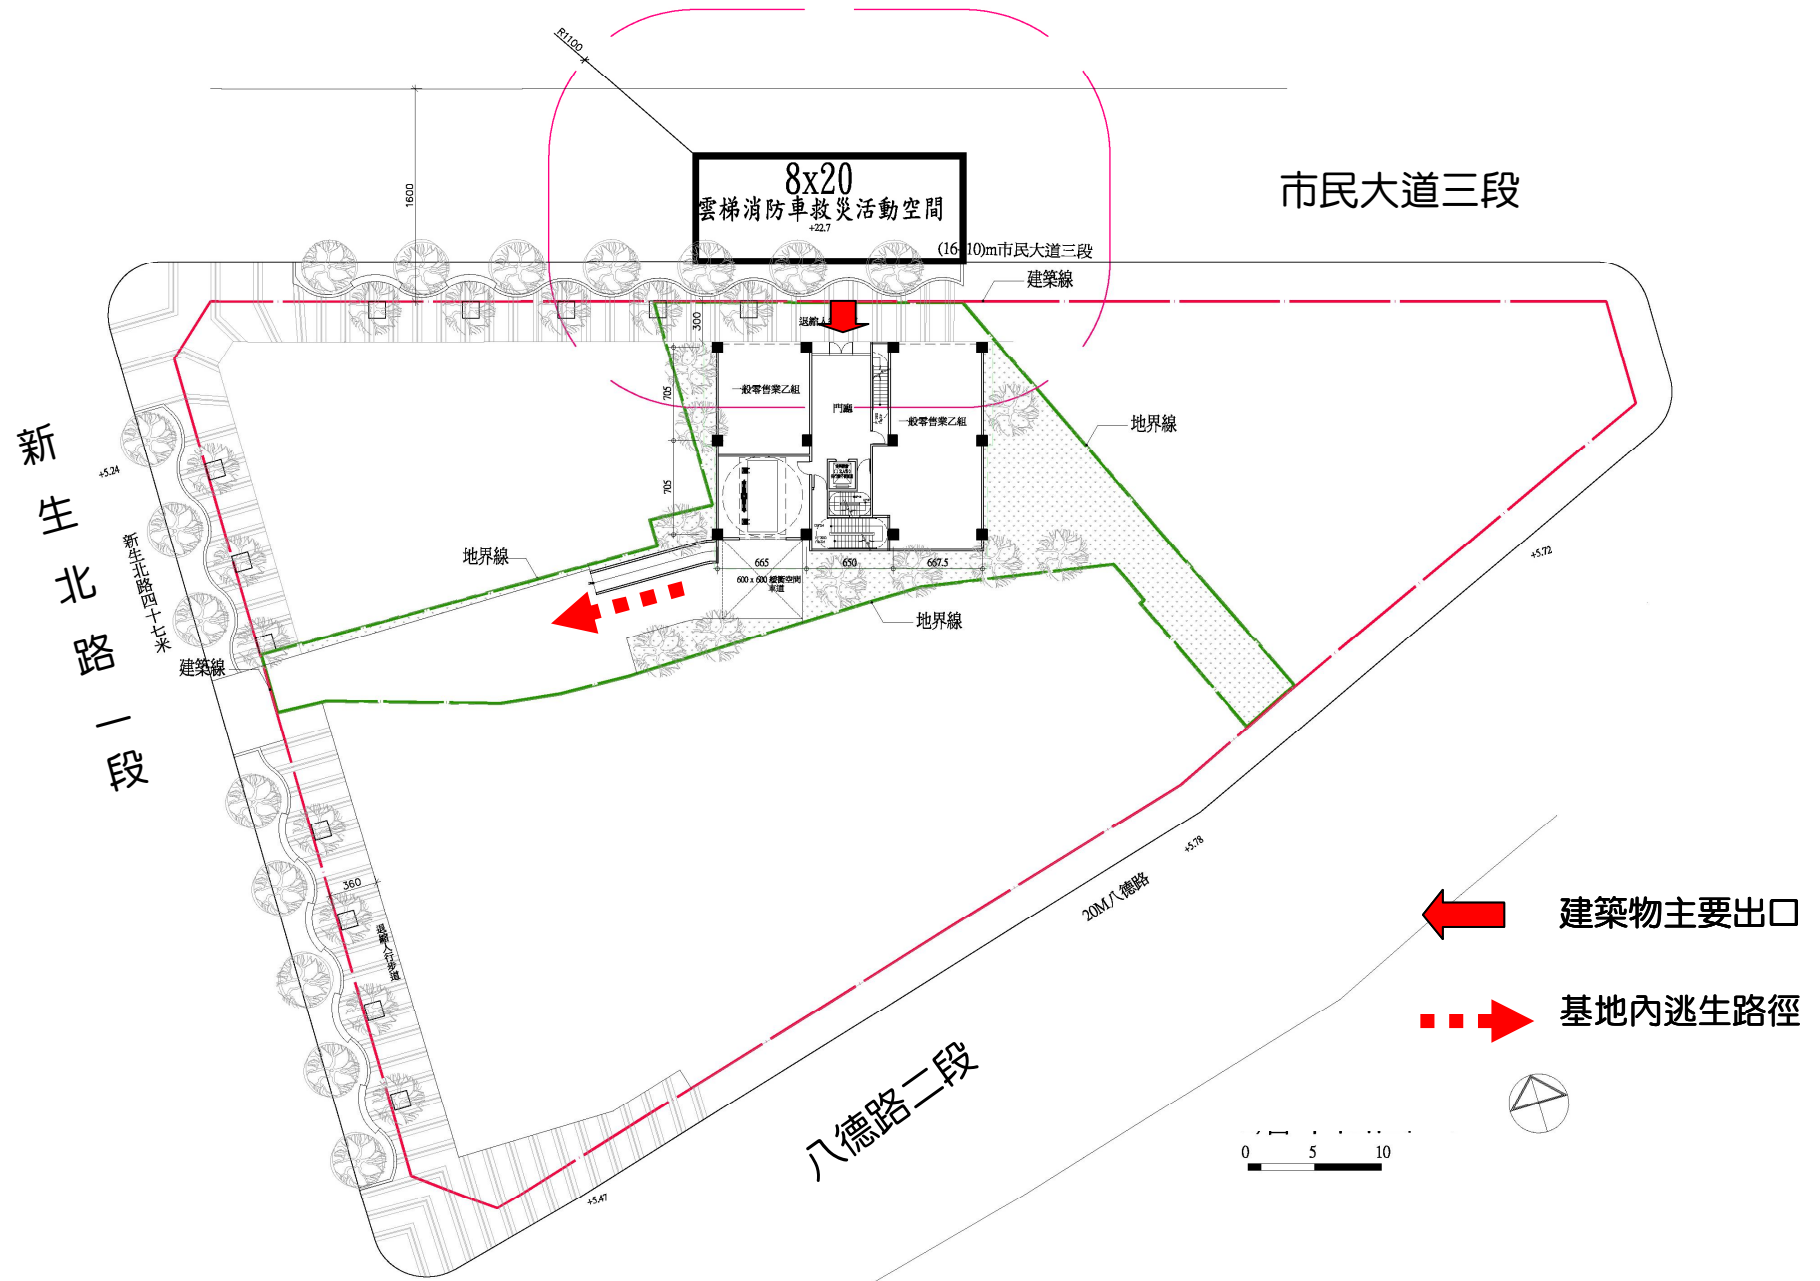 R1100
1600
8x20
雲梯消防車救災活動空間
+22.7
市民大道三段
(16+10)m市民大道三段
建築線
300
705
一般零售業乙組
門廳
一般零售業乙組
地界線
705
新生北路一段
+5.24
新生北路四十七米
地界線
665
650
667.5
600 x 600 緩衝空間
車道
+5.72
地界線
建築線
+5.78
360
退縮人行步道
20M八德路
建築物主要出口
基地內逃生路徑
八德路二段
0 5 10
+5.47